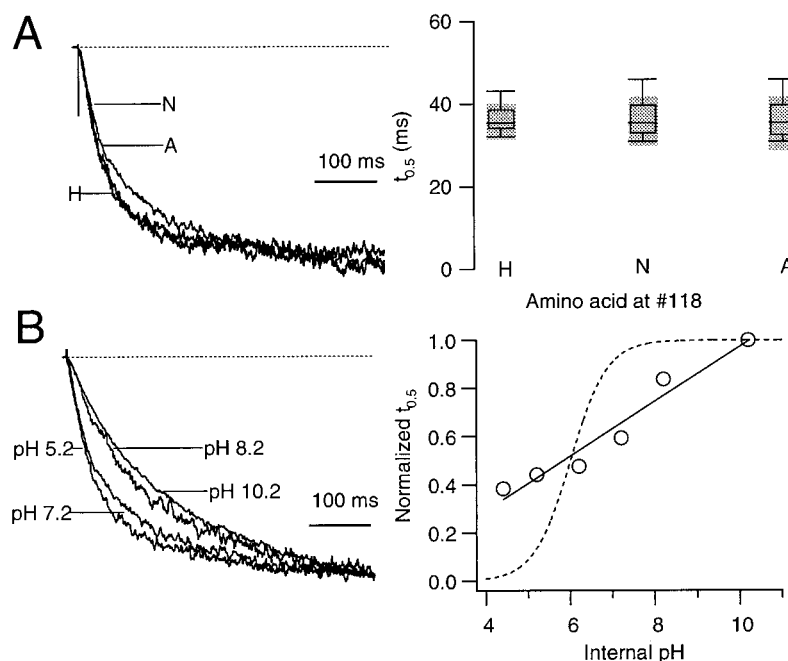 A
N
A
H
100 ms
60
40
20
0
t0.5 (ms)
H N A
Amino acid at #118
B
pH 5.2
pH 7.2
pH 8.2
pH 10.2
100 ms
1.0
0.8
0.6
0.4
0.2
0.0
Normalized t0.5
4 6 8 10
Internal pH